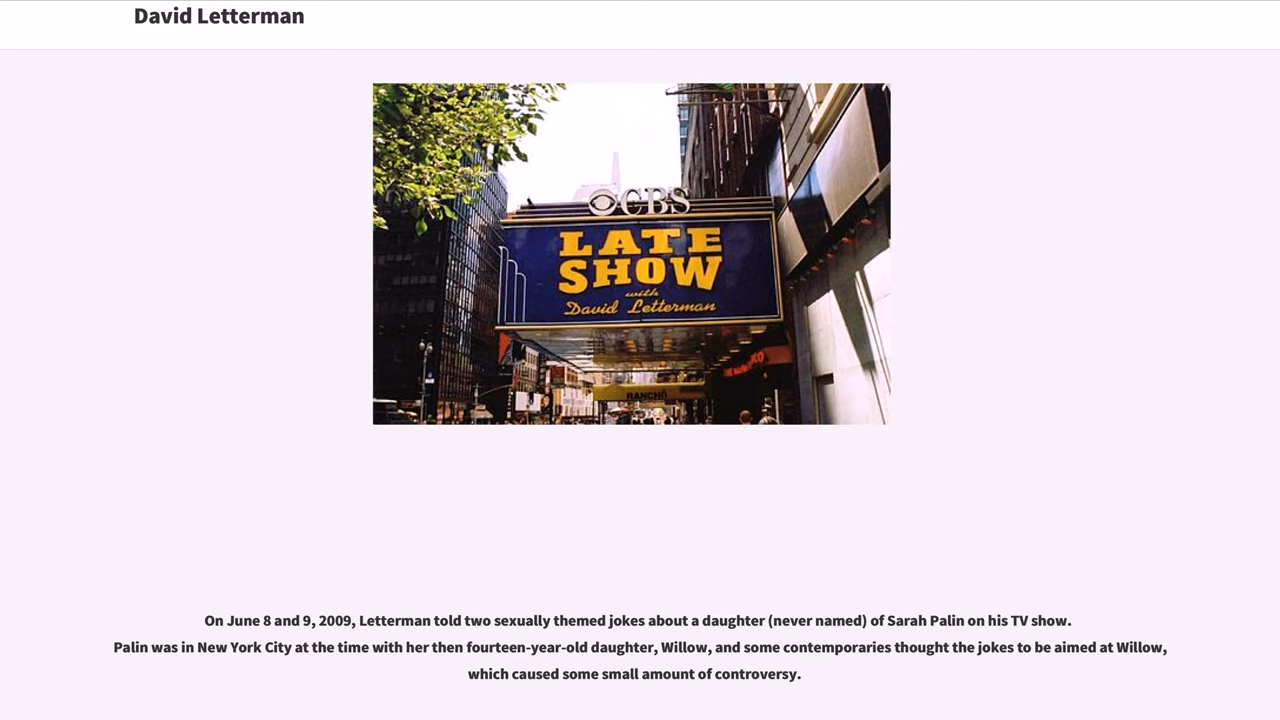 David Letterman
CBS
LATE
SHOW
with
David Letterman
RANCHO
On June 8 and 9, 2009, Letterman told two sexually themed jokes about a daughter (never named) of Sarah Palin on his TV show.
Palin was in New York City at the time with her then fourteen-year-old daughter, Willow, and some contemporaries thought the jokes to be aimed at Willow,
which caused some small amount of controversy.